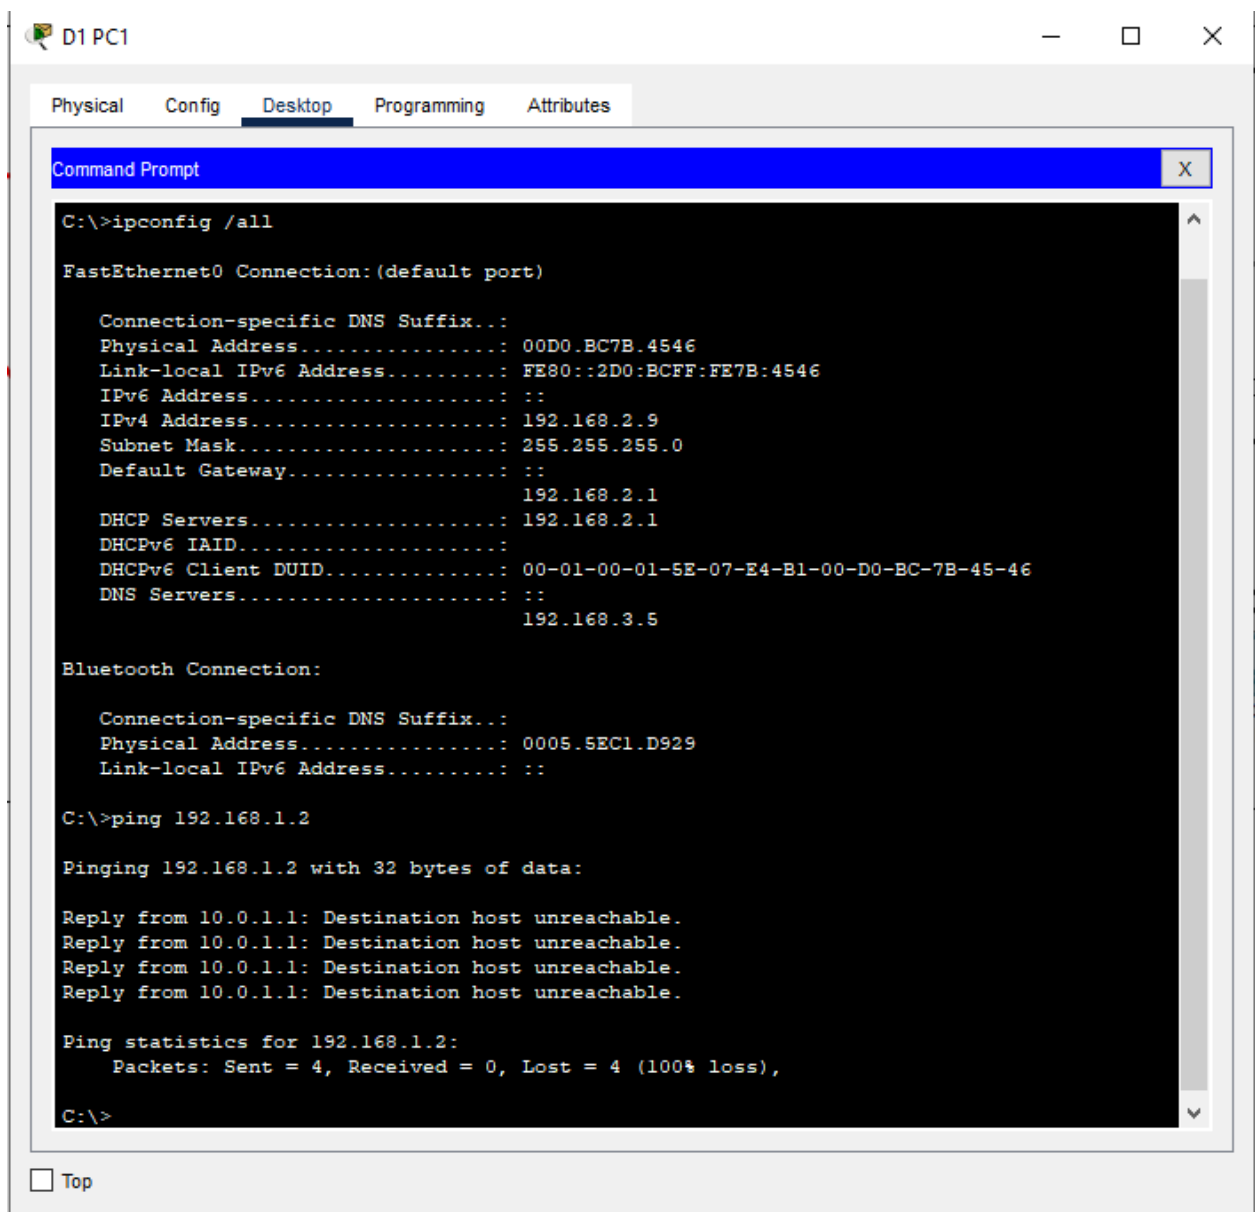 D1 PC1
Physical Config Desktop Programming Attributes
Command Prompt X
C:\>ipconfig /all
FastEthernet0 Connection:(default port)
Connection-specific DNS Suffix..:
Physical Address................: 00D0.BC7B.4546
Link-local IPv6 Address.........: FE80::2D0:BCFF:FE7B:4546
IPv6 Address....................: ::
IPv4 Address....................: 192.168.2.9
Subnet Mask.....................: 255.255.255.0
Default Gateway.................: ::
192.168.2.1
DHCP Servers....................: 192.168.2.1
DHCPv6 IAID.....................:
DHCPv6 Client DUID..............: 00-01-00-01-5E-07-E4-B1-00-D0-BC-7B-45-46
DNS Servers.....................: ::
192.168.3.5
Bluetooth Connection:
Connection-specific DNS Suffix..:
Physical Address................: 0005.5EC1.D929
Link-local IPv6 Address.........: ::
C:\>ping 192.168.1.2
Pinging 192.168.1.2 with 32 bytes of data:
Reply from 10.0.1.1: Destination host unreachable.
Reply from 10.0.1.1: Destination host unreachable.
Reply from 10.0.1.1: Destination host unreachable.
Reply from 10.0.1.1: Destination host unreachable.
Ping statistics for 192.168.1.2:
Packets: Sent = 4, Received = 0, Lost = 4 (100% loss),
C:\>
Top